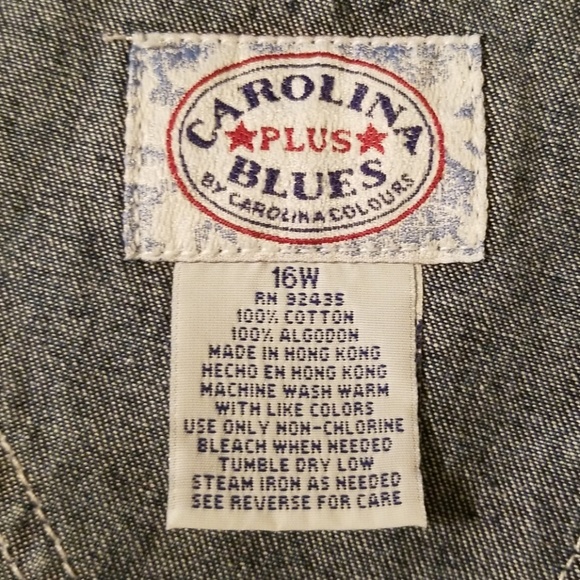 CAROLINA
★PLUS★
BLUES
BY CAROLINA COLOURS
16W
RN 92435
100% COTTON
100% ALGODON
MADE IN HONG KONG
HECHO EN HONG KONG
MACHINE WASH WARM
WITH LIKE COLORS
USE ONLY NON-CHLORINE
BLEACH WHEN NEEDED
TUMBLE DRY LOW
STEAM IRON AS NEEDED
SEE REVERSE FOR CARE